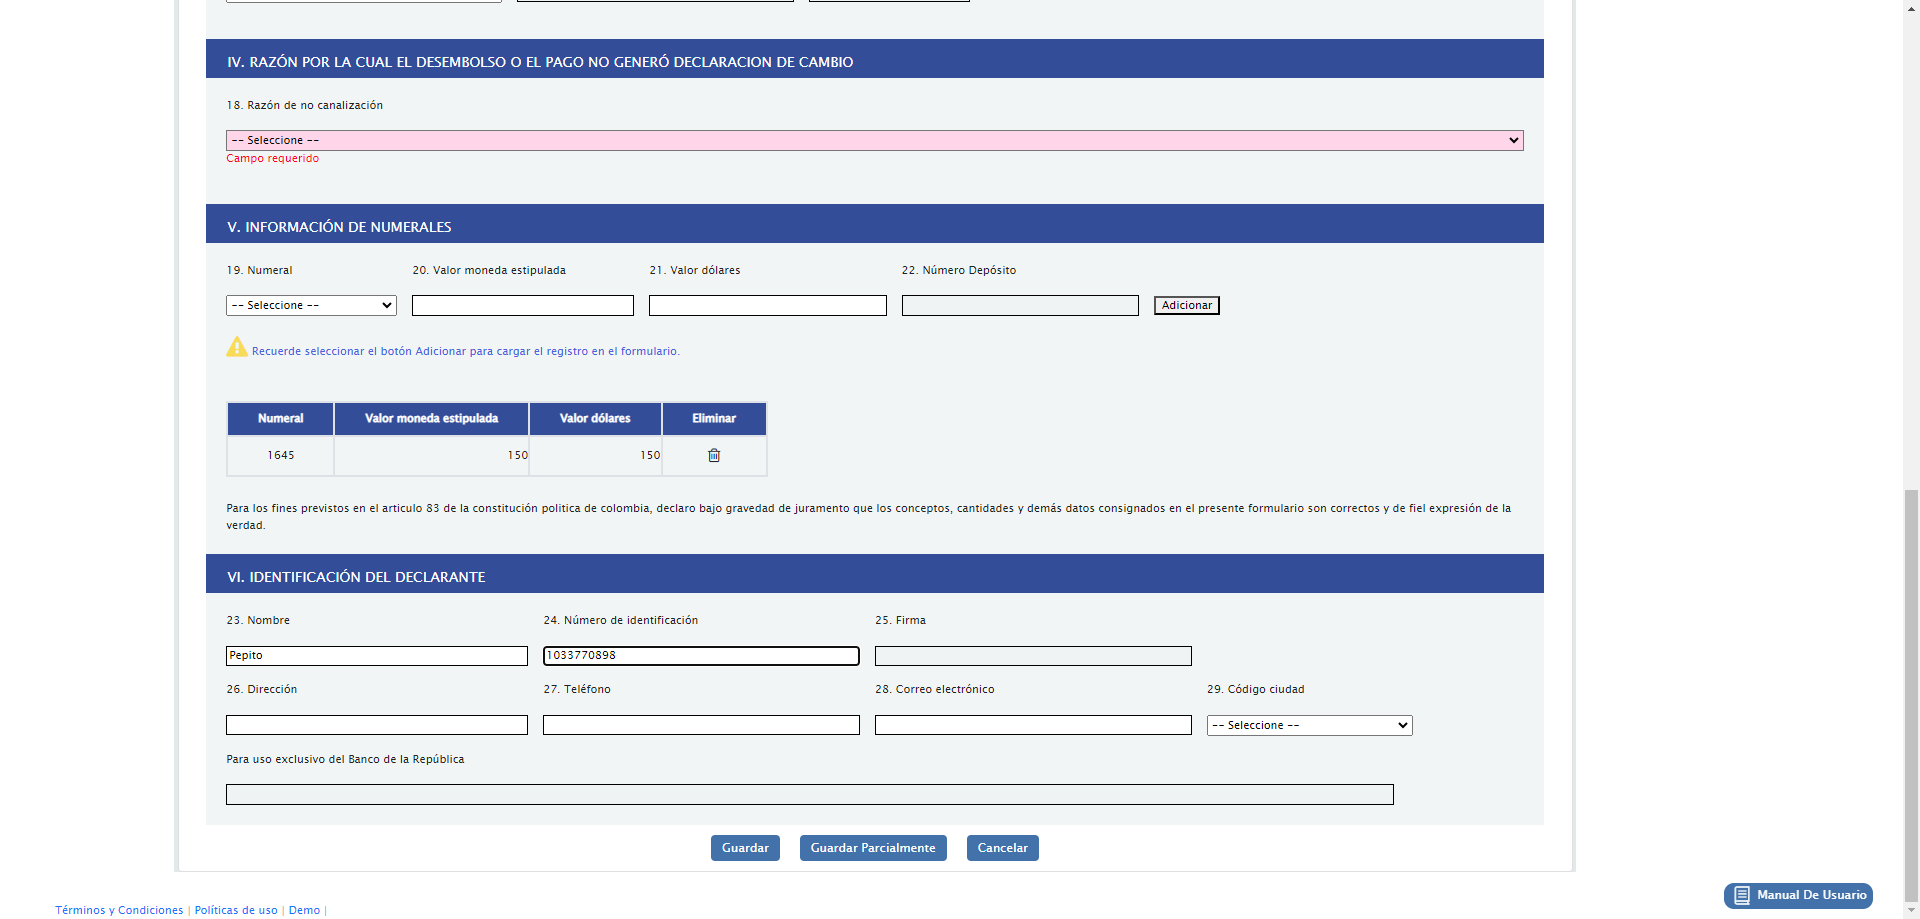 IV. RAZÓN POR LA CUAL EL DESEMBOLSO O EL PAGO NO GENERÓ DECLARACION DE CAMBIO
18. Razón de no canalización
-- Seleccione --
Campo requerido
V. INFORMACIÓN DE NUMERALES
19. Numeral 20. Valor moneda estipulada 21. Valor dólares 22. Número Depósito
-- Seleccione -- Adicionar
Recuerde seleccionar el botón Adicionar para cargar el registro en el formulario.
Numeral Valor moneda estipulada Valor dólares Eliminar
1645 150 150
Para los fines previstos en el articulo 83 de la constitución politica de colombia, declaro bajo gravedad de juramento que los conceptos, cantidades y demás datos consignados en el presente formulario son correctos y de fiel expresión de la
verdad.
VI. IDENTIFICACIÓN DEL DECLARANTE
23. Nombre 24. Número de identificación 25. Firma
Pepito 1033770898
26. Dirección 27. Teléfono 28. Correo electrónico 29. Código ciudad
-- Seleccione --
Para uso exclusivo del Banco de la República
Guardar Guardar Parcialmente Cancelar
Manual De Usuario
Términos y Condiciones | Políticas de uso | Demo |